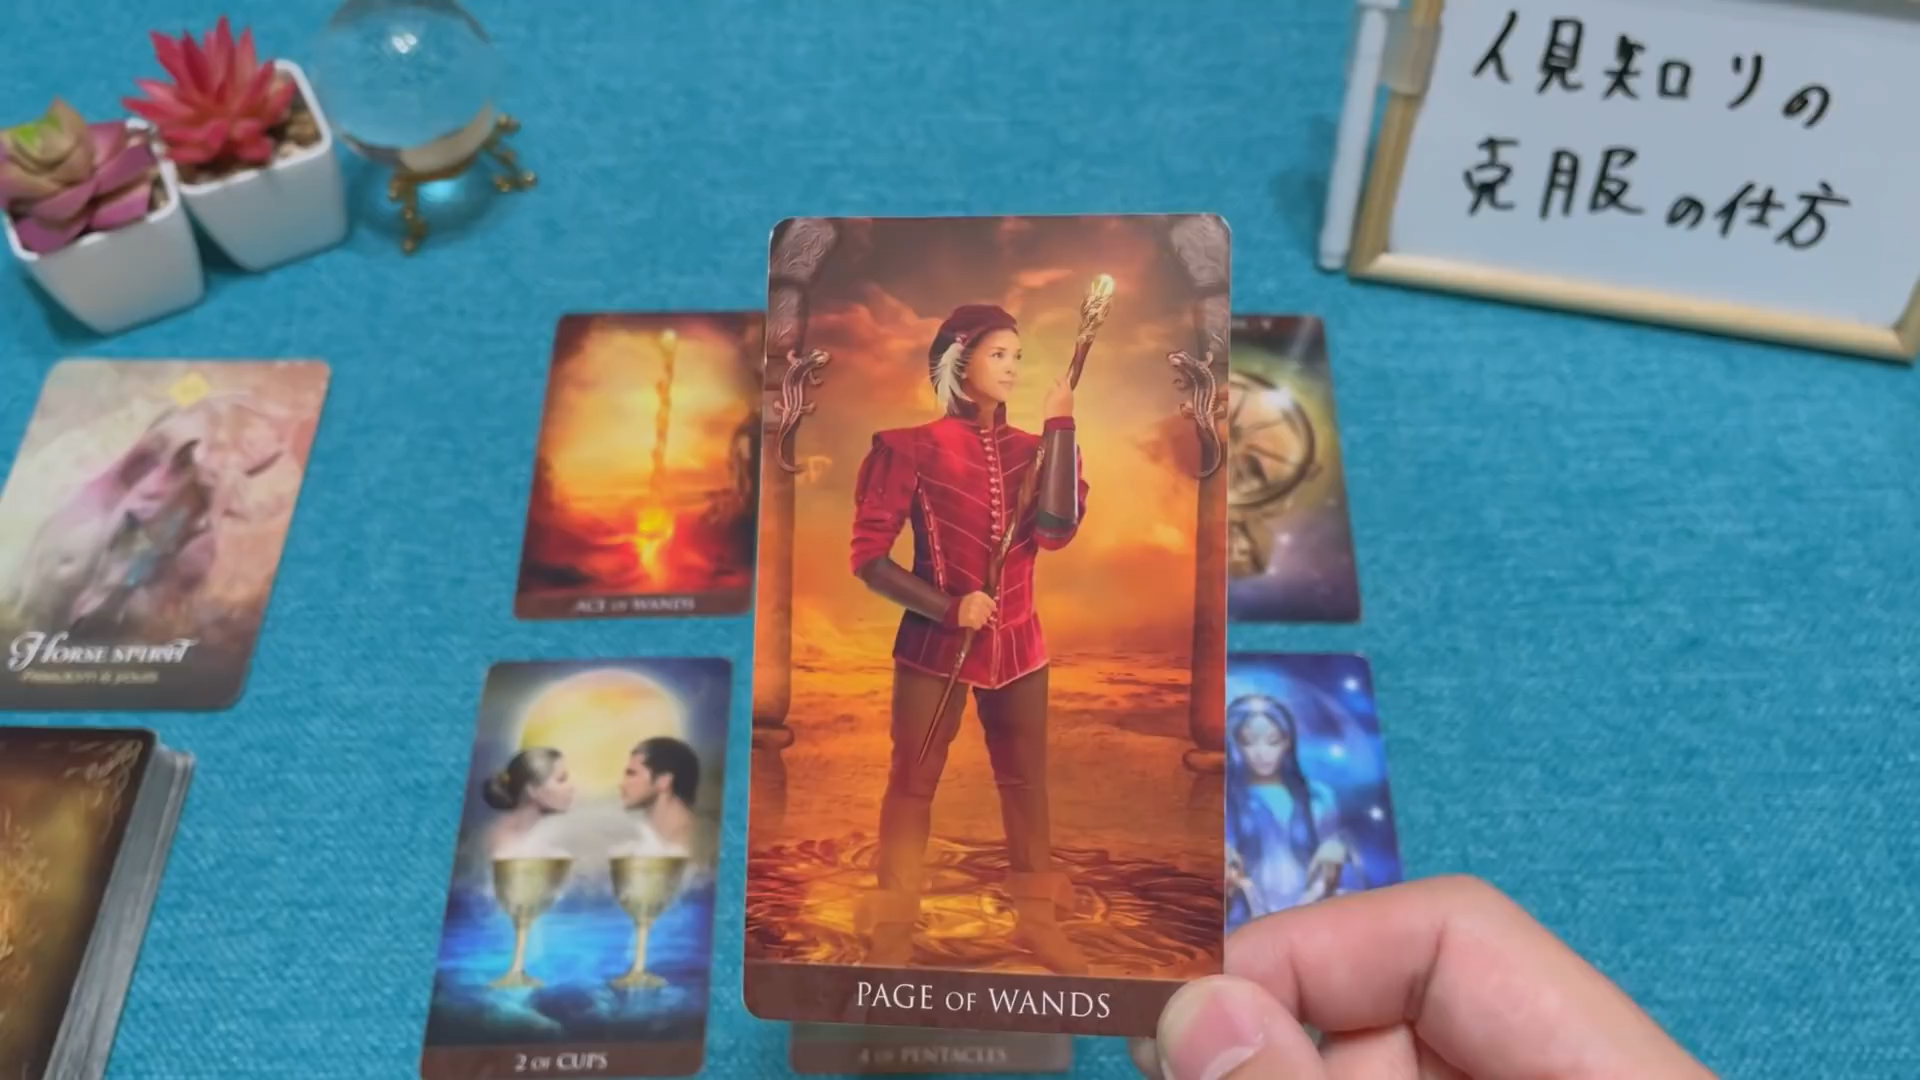 人見知リの
克服の仕方
ACE OF WANDS
HORSE SPIRIT
PAGE OF WANDS
2 OF CUPS
4 OF PENTACLES